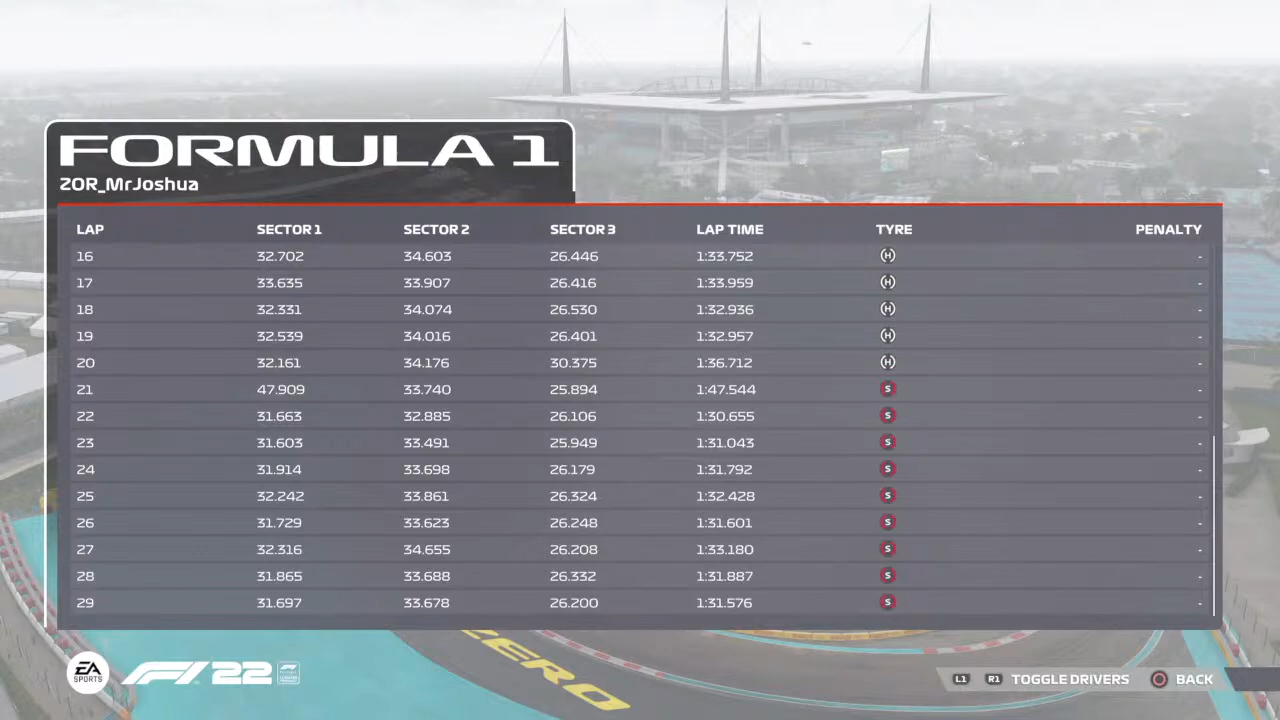 FORMULA 1
ZOR_MrJoshua
LAP SECTOR 1 SECTOR 2 SECTOR 3 LAP TIME TYRE PENALTY
16 32.702 34.603 26.446 1:33.752 H -
17 33.635 33.907 26.416 1:33.959 H -
18 32.331 34.074 26.530 1:32.936 H -
19 32.539 34.016 26.401 1:32.957 H -
20 32.161 34.176 30.375 1:36.712 H -
21 47.909 33.740 25.894 1:47.544 S -
22 31.663 32.885 26.106 1:30.655 S -
23 31.603 33.491 25.949 1:31.043 S -
24 31.914 33.698 26.179 1:31.792 S -
25 32.242 33.861 26.324 1:32.428 S -
26 31.729 33.623 26.248 1:31.601 S -
27 32.316 34.655 26.208 1:33.180 S -
28 31.865 33.688 26.332 1:31.887 S -
29 31.697 33.678 26.200 1:31.576 S -
ZERO
EA SPORTS F1 22
L1 R1 TOGGLE DRIVERS BACK